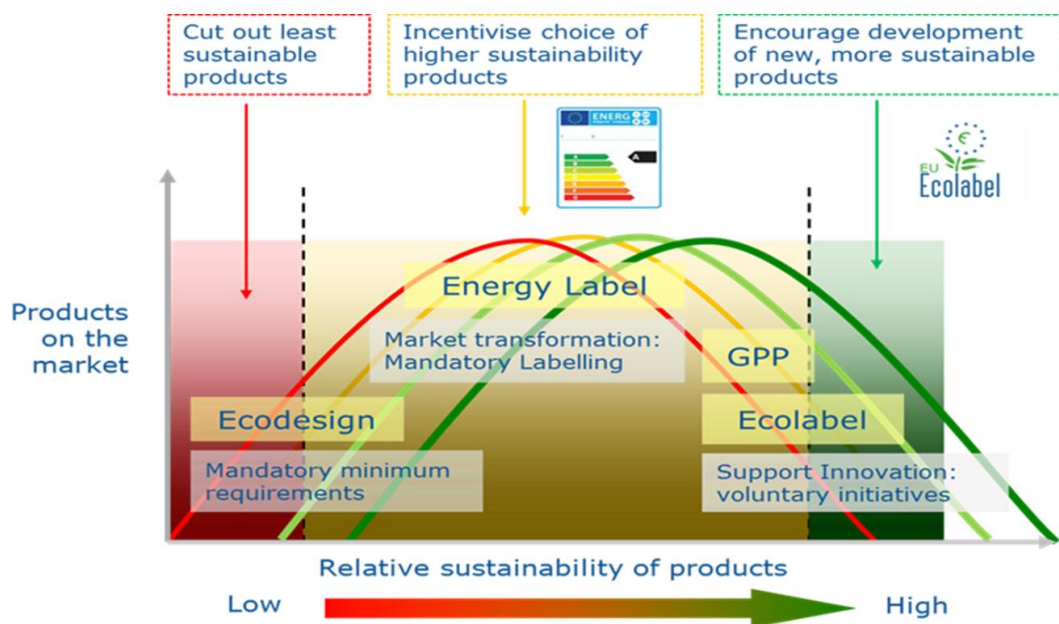 Cut out least
sustainable
products
Incentivise choice of
higher sustainability
products
Encourage development
of new, more sustainable
products
ENERG
A
A
B
C
EU
Ecolabel
Products
on the
market
Energy Label
Market transformation:
Mandatory Labelling
GPP
Ecodesign
Ecolabel
Mandatory minimum
requirements
Support Innovation:
voluntary initiatives
Relative sustainability of products
Low
High